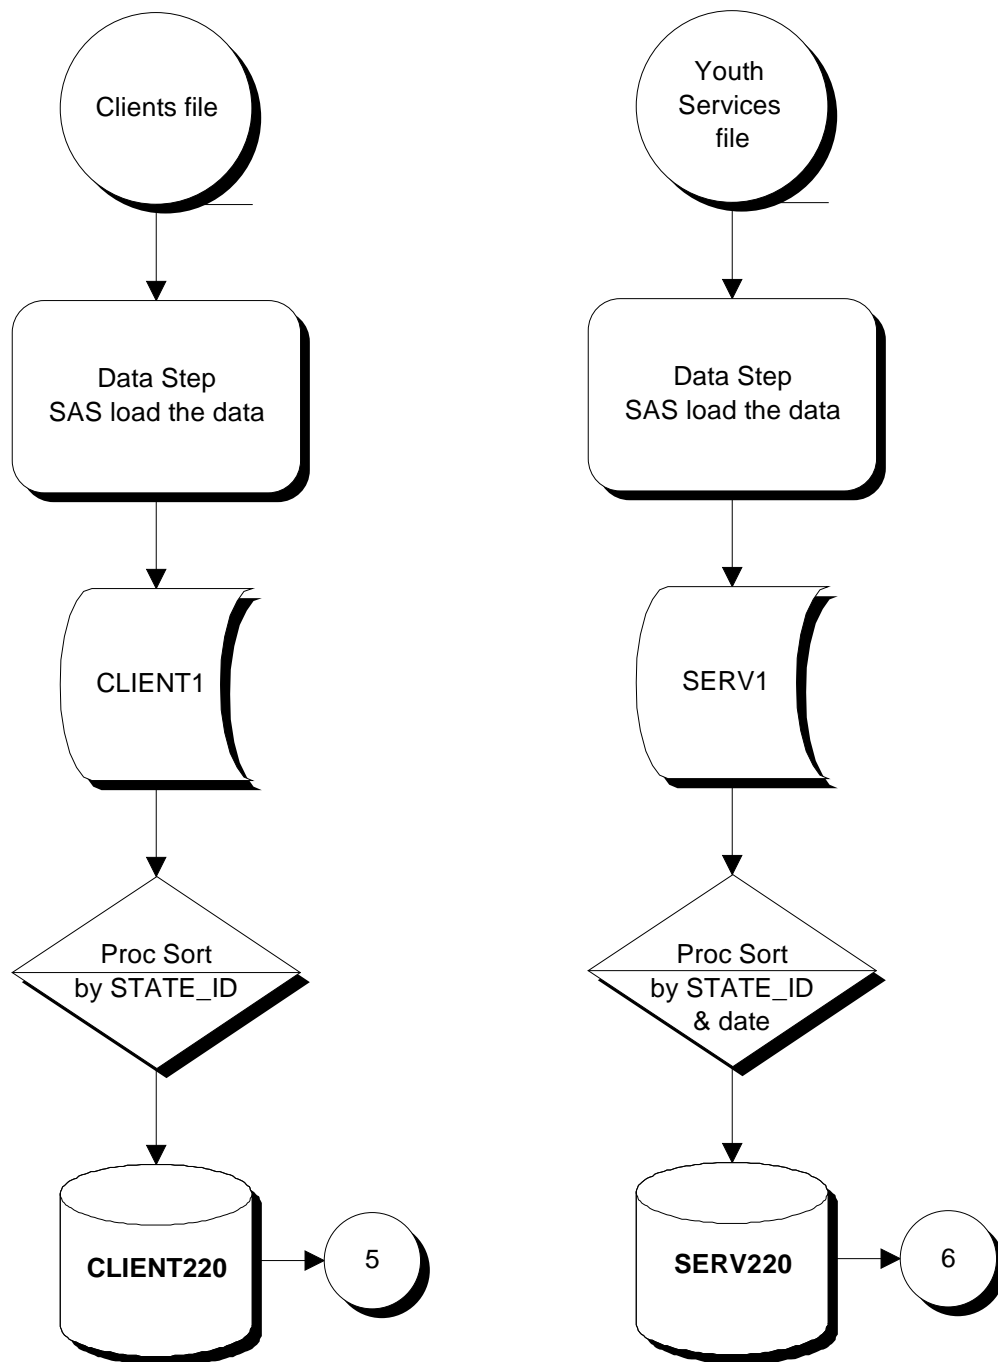 Clients file
Data Step
SAS load the data
CLIENT1
Proc Sort
by STATE_ID
CLIENT220
5
Youth
Services
file
Data Step
SAS load the data
SERV1
Proc Sort
by STATE_ID
& date
SERV220
6